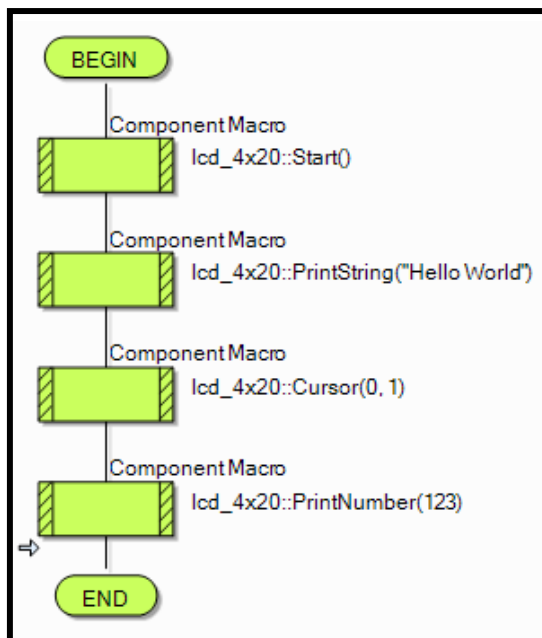 BEGIN
Component Macro
lcd_4x20::Start()
Component Macro
lcd_4x20::PrintString("Hello World")
Component Macro
lcd_4x20::Cursor(0, 1)
Component Macro
lcd_4x20::PrintNumber(123)
END